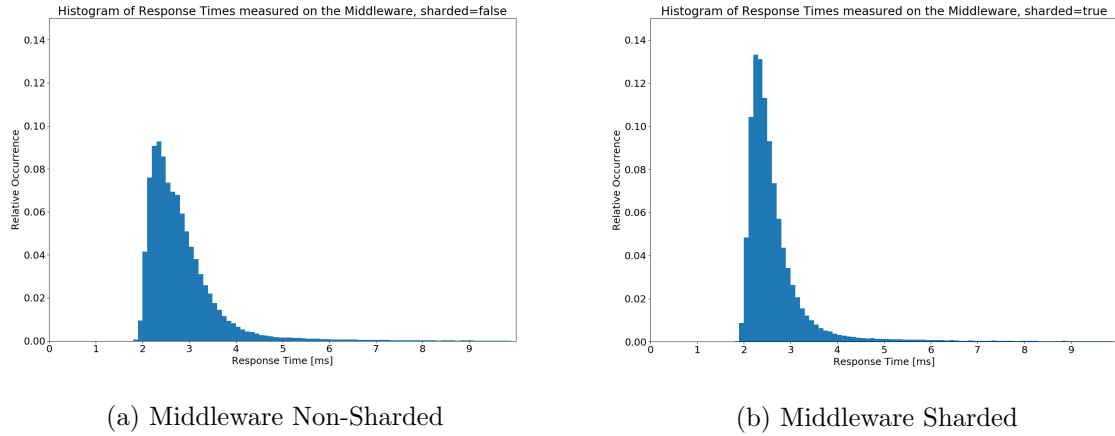 Histogram of Response Times measured on the Middleware, sharded=false
0.14
0.12
0.10
0.08
0.06
0.04
0.02
0.00
Relative Occurrence
0 1 2 3 4 5 6 7 8 9
Response Time [ms]
(a) Middleware Non-Sharded
Histogram of Response Times measured on the Middleware, sharded=true
0.14
0.12
0.10
0.08
0.06
0.04
0.02
0.00
Relative Occurrence
0 1 2 3 4 5 6 7 8 9
Response Time [ms]
(b) Middleware Sharded